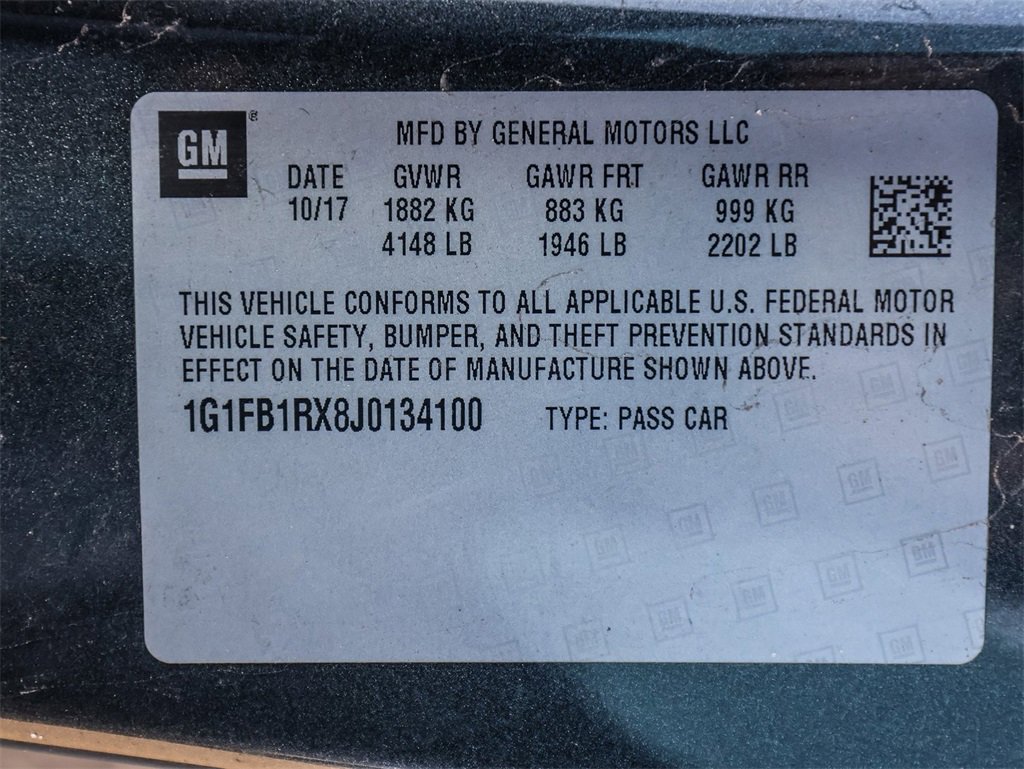 GM®
MFD BY GENERAL MOTORS LLC
DATE GVWR GAWR FRT GAWR RR
10/17 1882 KG 883 KG 999 KG
4148 LB 1946 LB 2202 LB
THIS VEHICLE CONFORMS TO ALL APPLICABLE U.S. FEDERAL MOTOR
VEHICLE SAFETY, BUMPER, AND THEFT PREVENTION STANDARDS IN
EFFECT ON THE DATE OF MANUFACTURE SHOWN ABOVE.
1G1FB1RX8J0134100 TYPE: PASS CAR